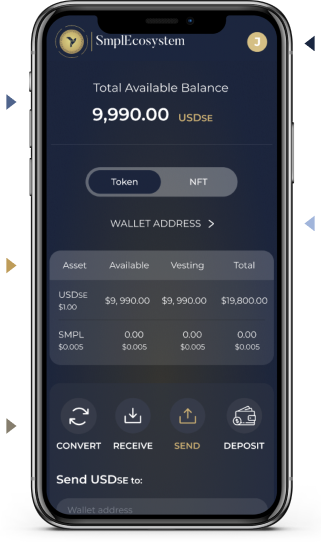 SmplEcosystem J
Total Available Balance
9,990.00 USDSE
Token NFT
WALLET ADDRESS >
Asset Available Vesting Total
USDSE $9, 990.00 $9, 990.00 $19,800.00
$1.00
SMPL 0.00 0.00 0.00
$0.005 $0.005 $0.005 $0.005
CONVERT RECEIVE SEND DEPOSIT
Send USDSE to:
Wallet address